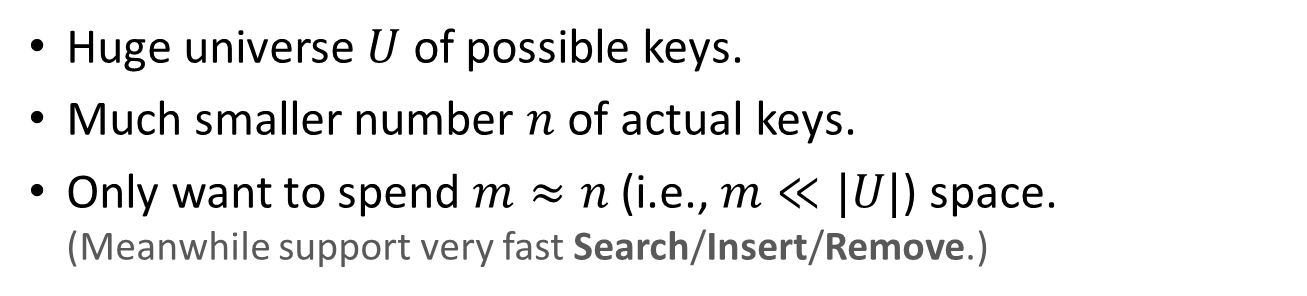 • Huge universe U of possible keys.
• Much smaller number n of actual keys.
• Only want to spend m ≈ n (i.e., m ≪ |U|) space.
(Meanwhile support very fast Search/Insert/Remove.)